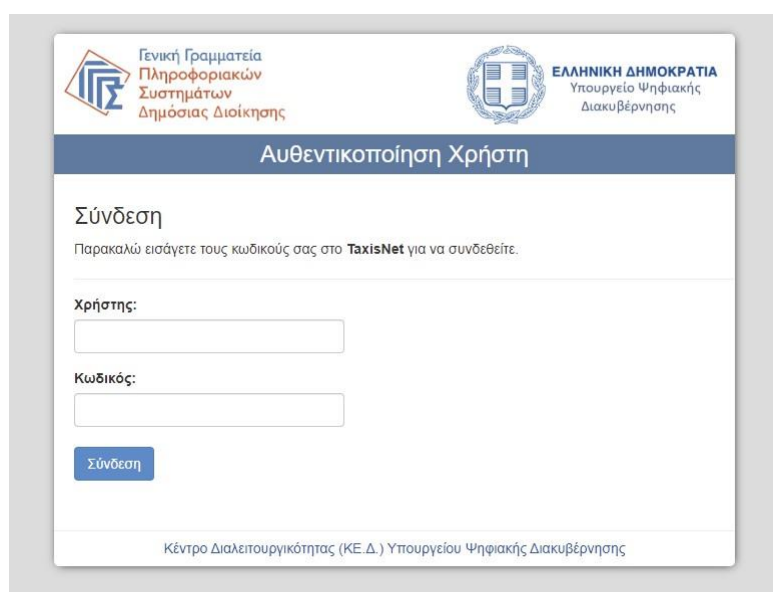 Γενική Γραμματεία
Πληροφοριακών
Συστημάτων
Δημόσιας Διοίκησης
ΕΛΛΗΝΙΚΗ ΔΗΜΟΚΡΑΤΙΑ
Υπουργείο Ψηφιακής
Διακυβέρνησης
Αυθεντικοποίηση Χρήστη
Σύνδεση
Παρακαλώ εισάγετε τους κωδικούς σας στο TaxisNet για να συνδεθείτε.
Χρήστης:
Κωδικός:
Σύνδεση
Κέντρο Διαλειτουργικότητας (ΚΕ.Δ.) Υπουργείου Ψηφιακής Διακυβέρνησης